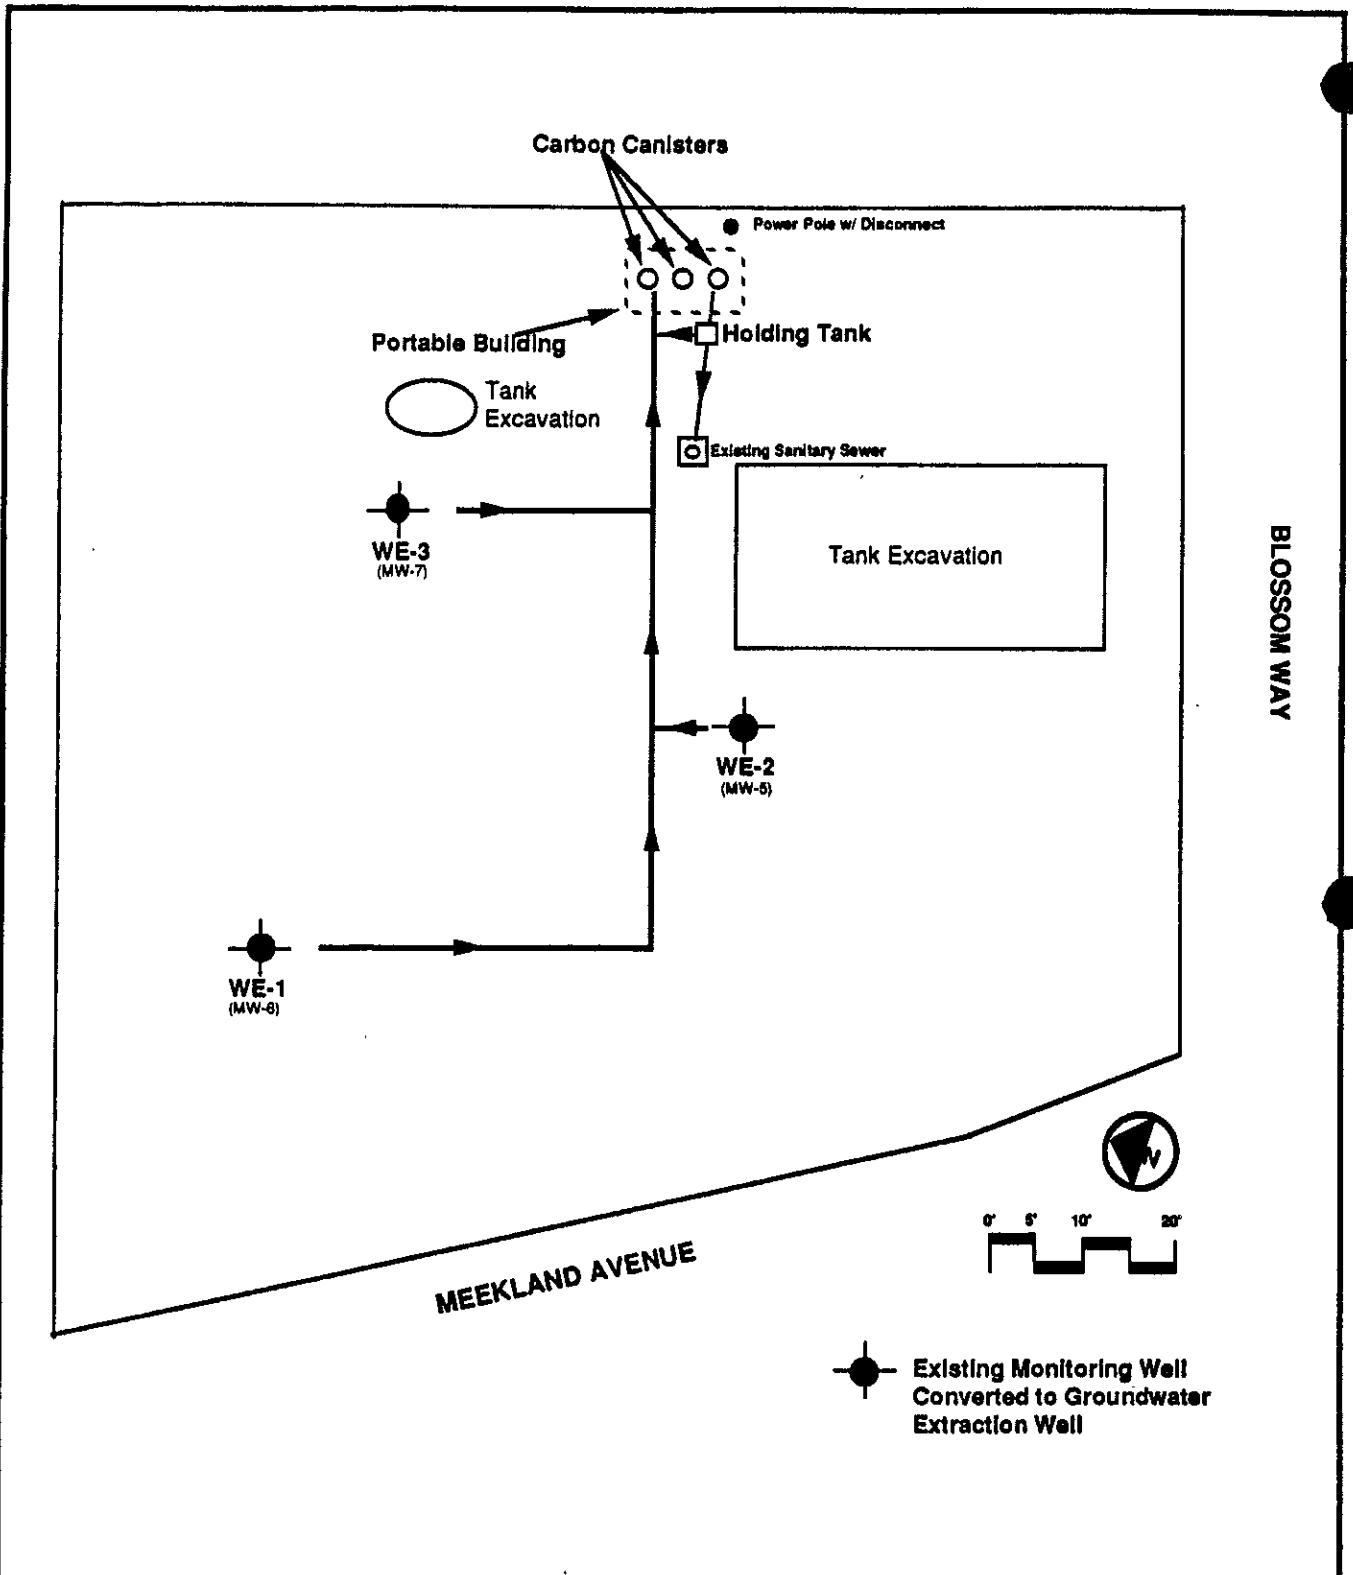 Carbon Canisters
Power Pole w/ Disconnect
Portable Building
Holding Tank
Tank
Excavation
Existing Sanitary Sewer
WE-3
(MW-7)
Tank Excavation
BLOSSOM WAY
WE-2
(MW-5)
WE-1
(MW-6)
N
0' 5' 10' 20'
MEEKLAND AVENUE
Existing Monitoring Well
Converted to Groundwater
Extraction Well